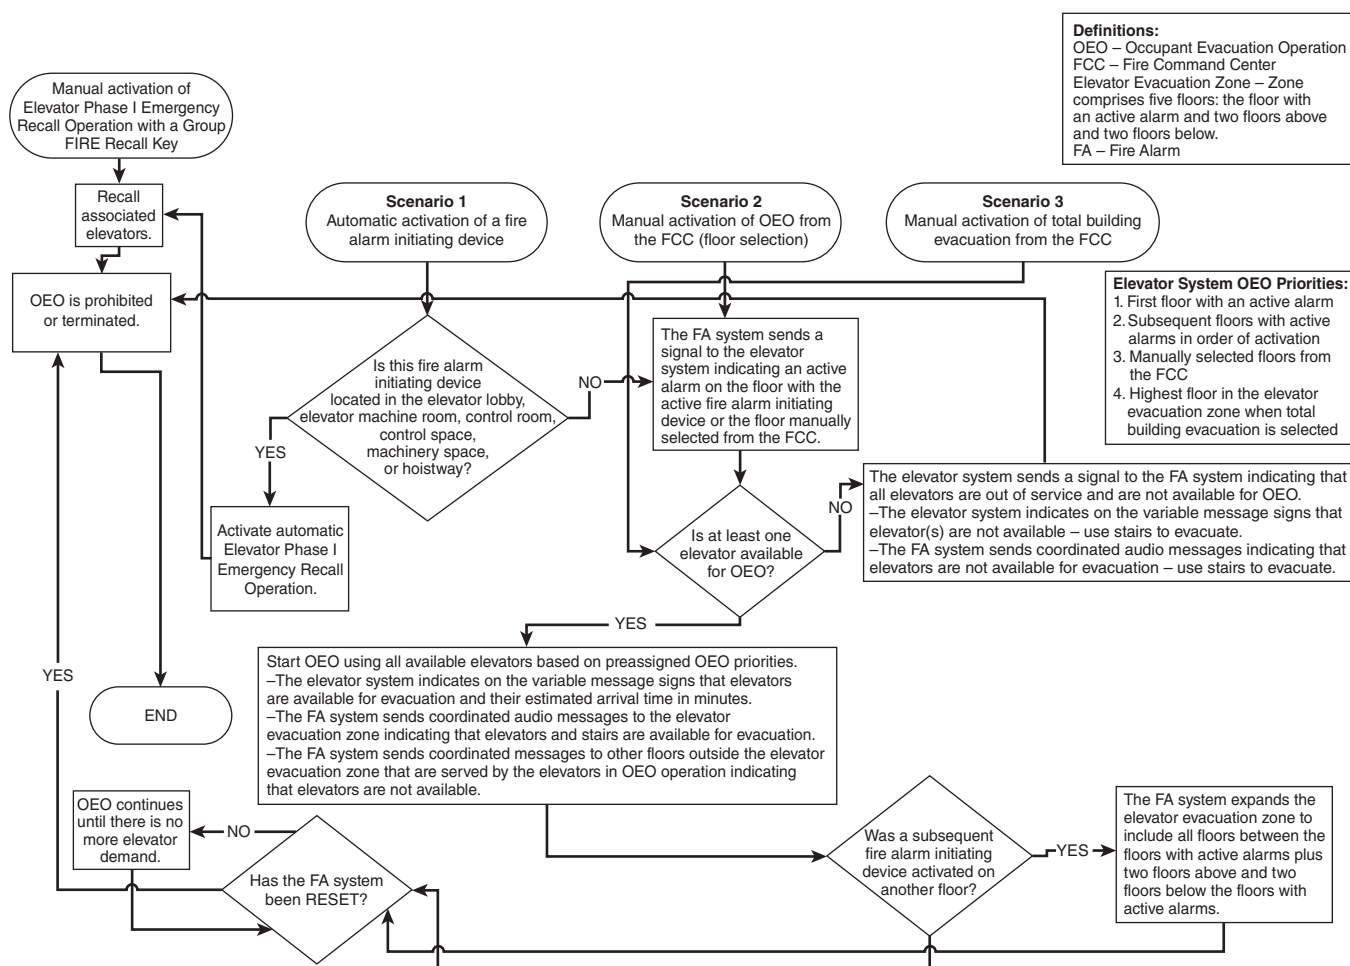 Definitions:
OEO – Occupant Evacuation Operation
FCC – Fire Command Center
Elevator Evacuation Zone – Zone
comprises five floors: the floor with
an active alarm and two floors above
and two floors below.
FA – Fire Alarm
Manual activation of
Elevator Phase I Emergency
Recall Operation with a Group
FIRE Recall Key
Recall
associated
elevators.
Scenario 1
Automatic activation of a fire
alarm initiating device
Scenario 2
Manual activation of OEO from
the FCC (floor selection)
Scenario 3
Manual activation of total building
evacuation from the FCC
OEO is prohibited
or terminated.
Elevator System OEO Priorities:
1. First floor with an active alarm
2. Subsequent floors with active
alarms in order of activation
3. Manually selected floors from
the FCC
4. Highest floor in the elevator
evacuation zone when total
building evacuation is selected
Is this fire alarm
initiating device
located in the elevator lobby,
elevator machine room, control room,
control space,
machinery space,
or hoistway?
NO
The FA system sends a
signal to the elevator
system indicating an active
alarm on the floor with the
active fire alarm initiating
device or the floor manually
selected from the FCC.
YES
Activate automatic
Elevator Phase I
Emergency Recall
Operation.
Is at least one
elevator available
for OEO?
NO
The elevator system sends a signal to the FA system indicating that
all elevators are out of service and are not available for OEO.
–The elevator system indicates on the variable message signs that
elevator(s) are not available – use stairs to evacuate.
–The FA system sends coordinated audio messages indicating that
elevators are not available for evacuation – use stairs to evacuate.
YES
Start OEO using all available elevators based on preassigned OEO priorities.
–The elevator system indicates on the variable message signs that elevators
are available for evacuation and their estimated arrival time in minutes.
–The FA system sends coordinated audio messages to the elevator
evacuation zone indicating that elevators and stairs are available for evacuation.
–The FA system sends coordinated messages to other floors outside the elevator
evacuation zone that are served by the elevators in OEO operation indicating
that elevators are not available.
YES
END
OEO continues
until there is no
more elevator
demand.
NO
Has the FA system
been RESET?
Was a subsequent
fire alarm initiating
device activated on
another floor?
YES
The FA system expands the
elevator evacuation zone to
include all floors between the
floors with active alarms plus
two floors above and two
floors below the floors with
active alarms.